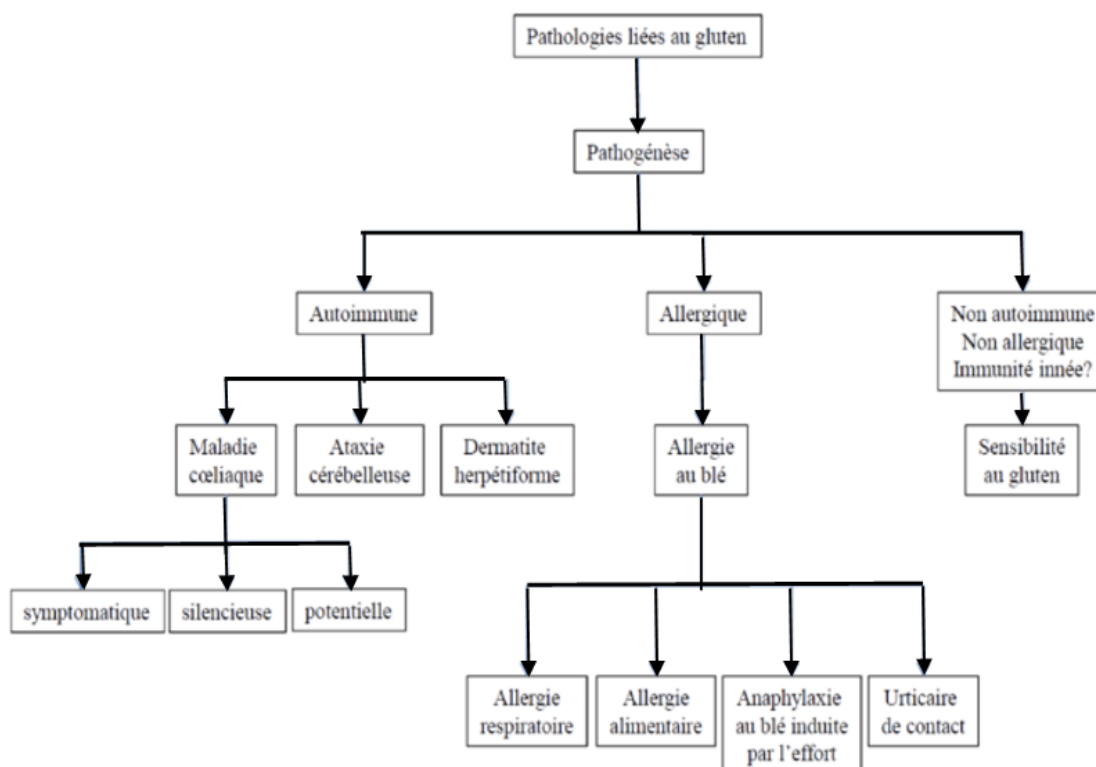 Pathologies liées au gluten
Pathogénèse
Autoimmune
Allergique
Non autoimmune
Non allergique
Immunité innée?
Maladie
cœliaque
Ataxie
cérébelleuse
Dermatite
herpétiforme
Allergie
au blé
Sensibilité
au gluten
symptomatique
silencieuse
potentielle
Allergie
respiratoire
Allergie
alimentaire
Anaphylaxie
au blé induite
par l'effort
Urticaire
de contact